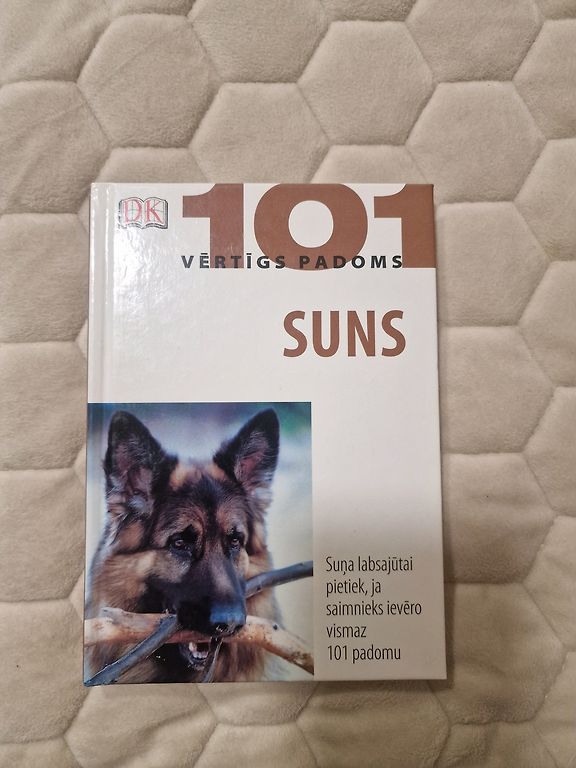 DK
101
VĒRTĪGS PADOMS
SUNS
Suņa labsajūtai
pietiek, ja
saimnieks ievēro
vismaz
101 padomu